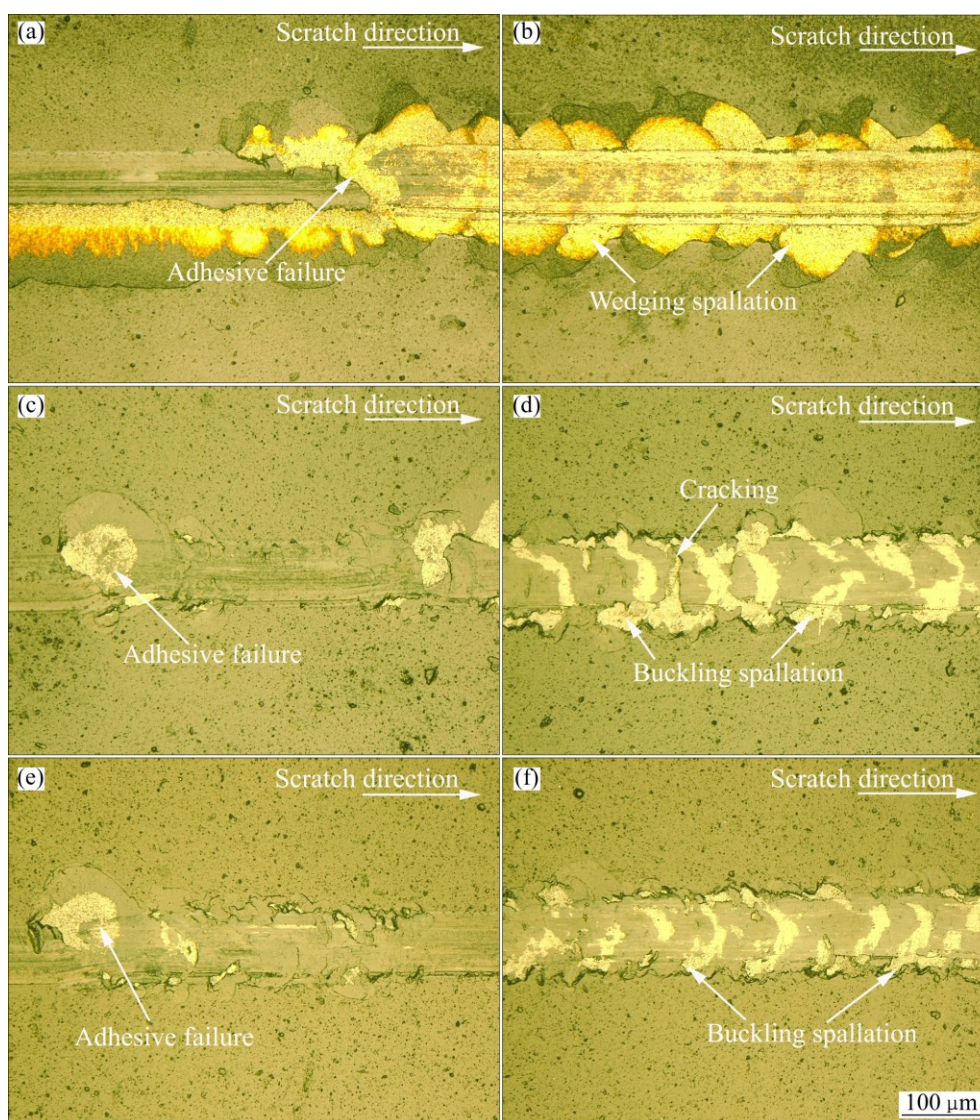 (a)
Scratch direction
Adhesive failure
(b)
Scratch direction
Wedging spallation
(c)
Scratch direction
Adhesive failure
(d)
Scratch direction
Cracking
Buckling spallation
(e)
Scratch direction
Adhesive failure
(f)
Scratch direction
Buckling spallation
100 μm